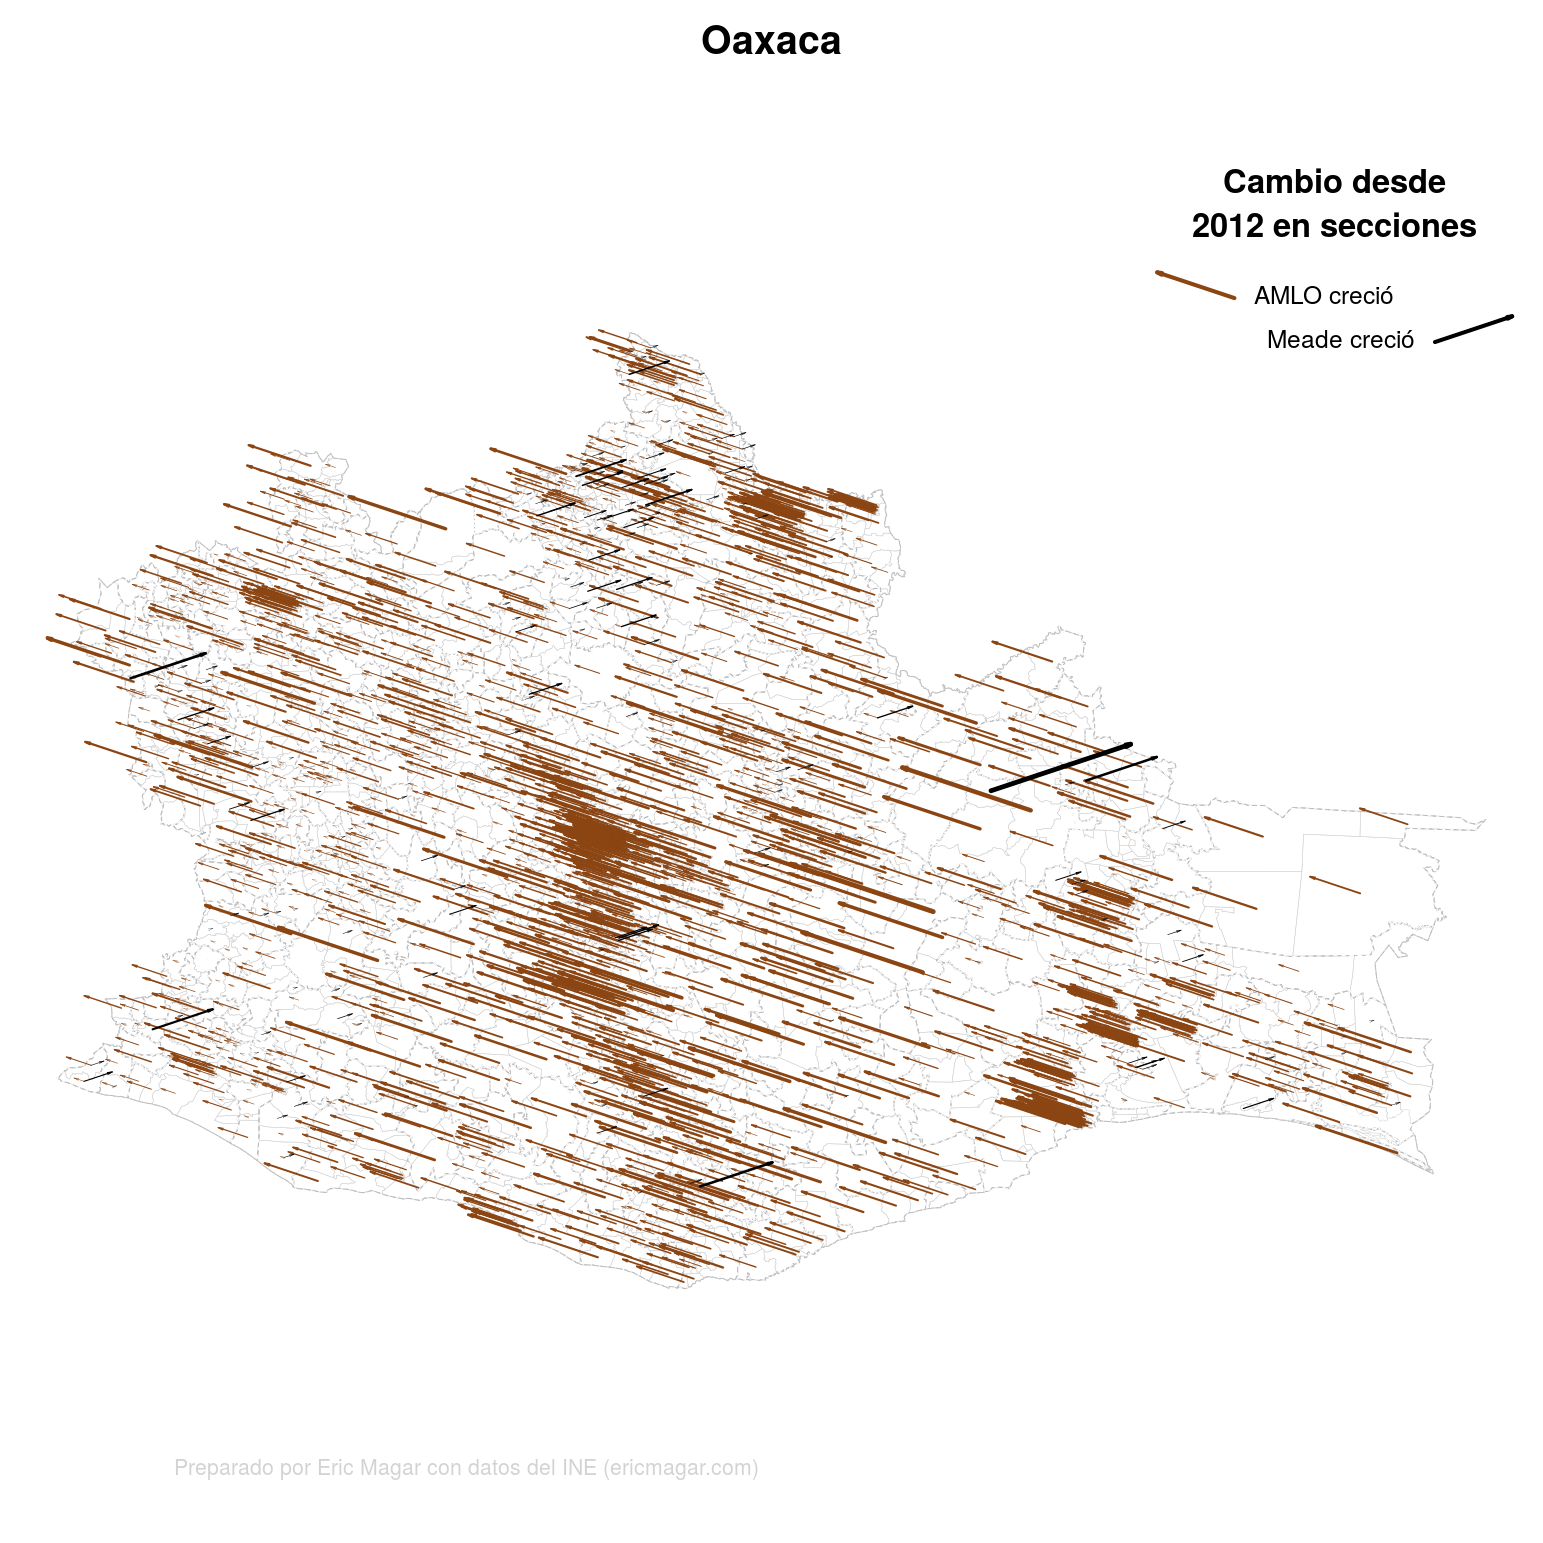 Oaxaca
Cambio desde
2012 en secciones
AMLO creció
Meade creció
Preparado por Eric Magar con datos del INE (ericmagar.com)